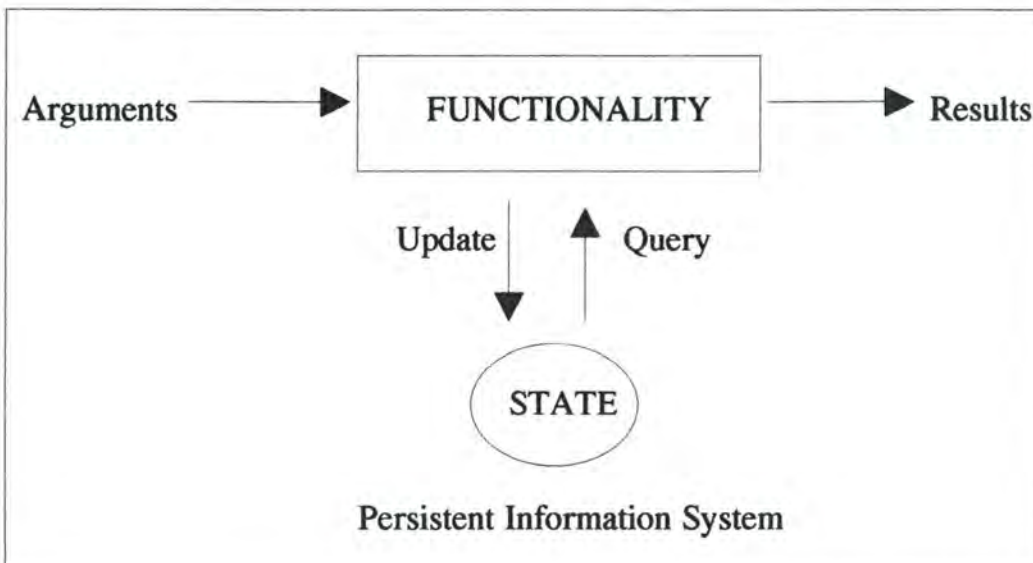 Arguments FUNCTIONALITY Results
Update Query
STATE
Persistent Information System